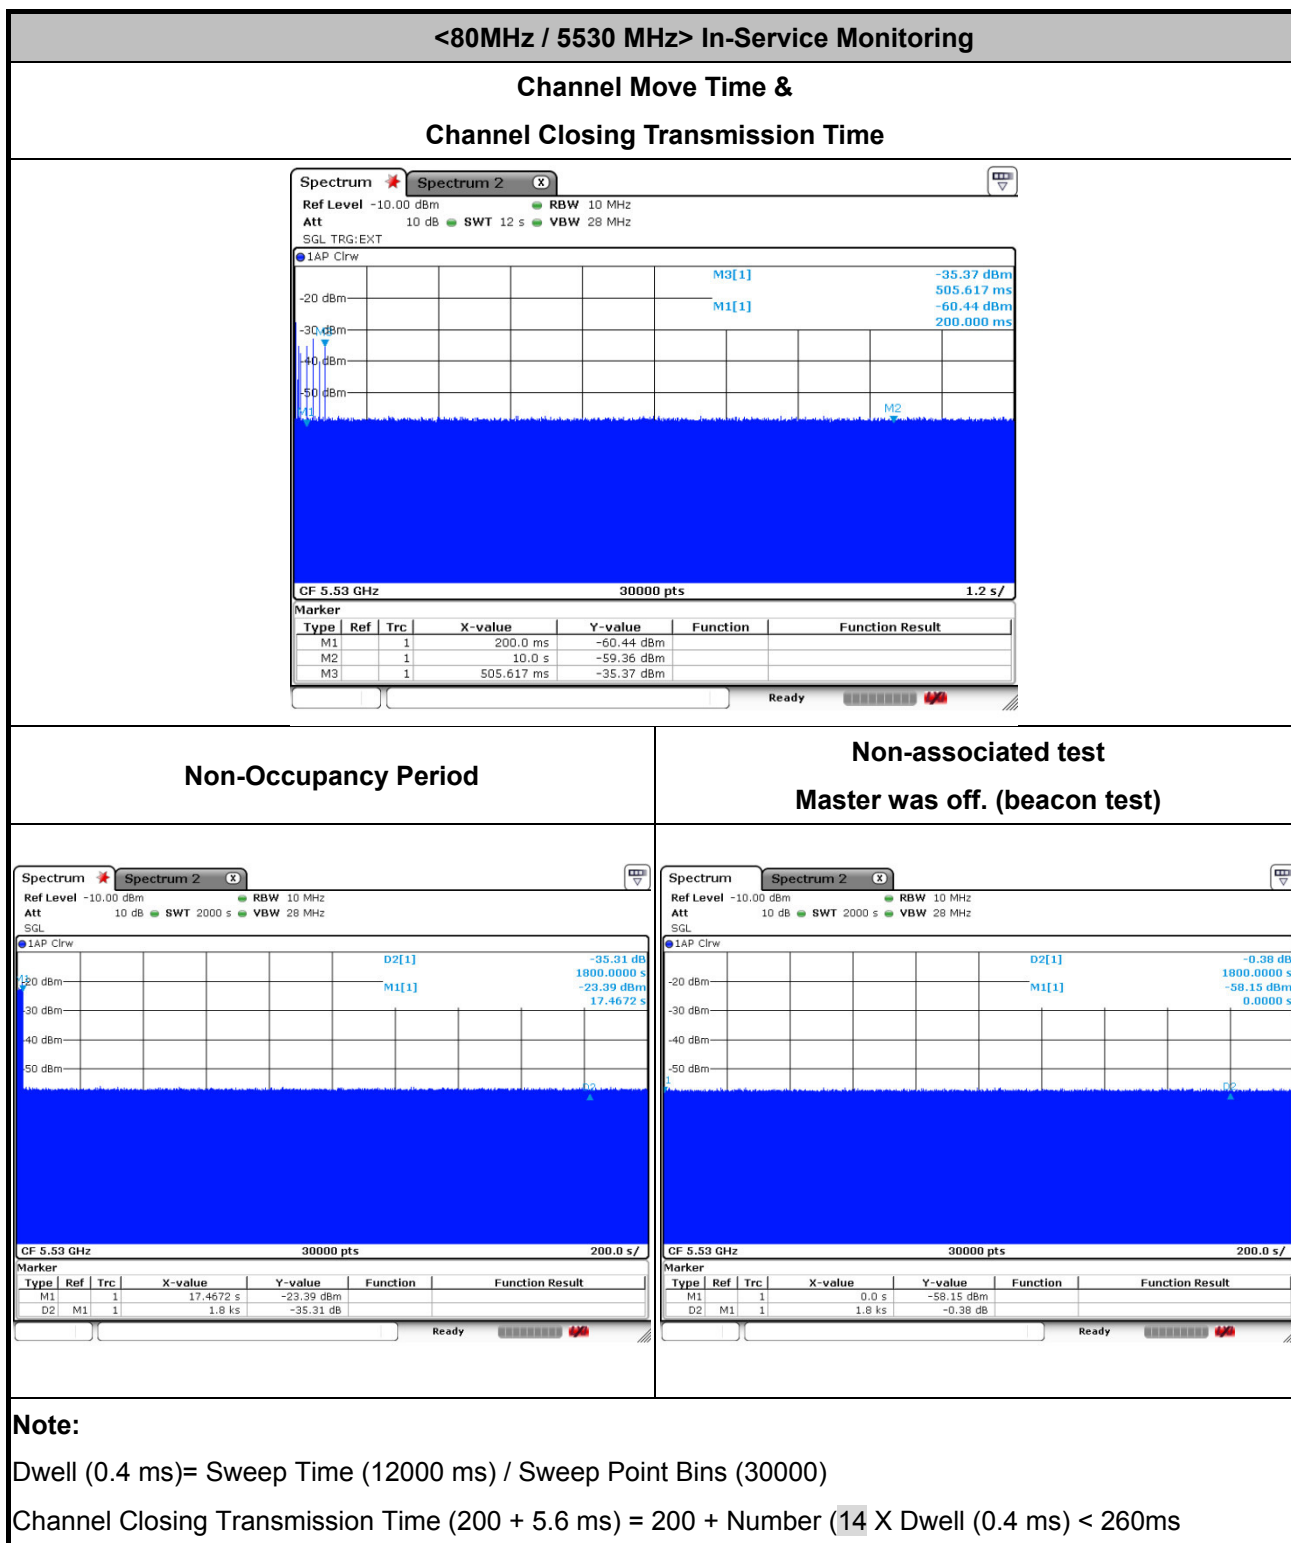 <80MHz / 5530 MHz> In-Service Monitoring
Channel Move Time &
Channel Closing Transmission Time
Spectrum Spectrum 2 X
Ref Level -10.00 dBm RBW 10 MHz
Att 10 dB SWT 12 s VBW 28 MHz
SGL TRG:EXT
1AP Clrw
M3[1] -35.37 dBm
505.617 ms
-20 dBm
M1[1] -60.44 dBm
200.000 ms
-30 dBm
M3
-40 dBm
-50 dBm
M1
M2
CF 5.53 GHz 30000 pts 1.2 s/
Marker
Type Ref Trc X-value Y-value Function Function Result
M1 1 200.0 ms -60.44 dBm
M2 1 10.0 s -59.36 dBm
M3 1 505.617 ms -35.37 dBm
Ready
Non-Occupancy Period
Non-associated test
Master was off. (beacon test)
Spectrum Spectrum 2 X
Ref Level -10.00 dBm RBW 10 MHz
Att 10 dB SWT 2000 s VBW 28 MHz
SGL
1AP Clrw
D2[1] -35.31 dB
1800.0000 s
M1
-20 dBm
M1[1] -23.39 dBm
17.4672 s
-30 dBm
-40 dBm
-50 dBm
D2
CF 5.53 GHz 30000 pts 200.0 s/
Marker
Type Ref Trc X-value Y-value Function Function Result
M1 1 17.4672 s -23.39 dBm
D2 M1 1 1.8 ks -35.31 dB
Ready
Spectrum Spectrum 2 X
Ref Level -10.00 dBm RBW 10 MHz
Att 10 dB SWT 2000 s VBW 28 MHz
SGL
1AP Clrw
D2[1] -0.38 dB
1800.0000 s
-20 dBm
M1[1] -58.15 dBm
0.0000 s
-30 dBm
-40 dBm
-50 dBm
1
D2
CF 5.53 GHz 30000 pts 200.0 s/
Marker
Type Ref Trc X-value Y-value Function Function Result
M1 1 0.0 s -58.15 dBm
D2 M1 1 1.8 ks -0.38 dB
Ready
Note:
Dwell (0.4 ms)= Sweep Time (12000 ms) / Sweep Point Bins (30000)
Channel Closing Transmission Time (200 + 5.6 ms) = 200 + Number (14 X Dwell (0.4 ms) < 260ms